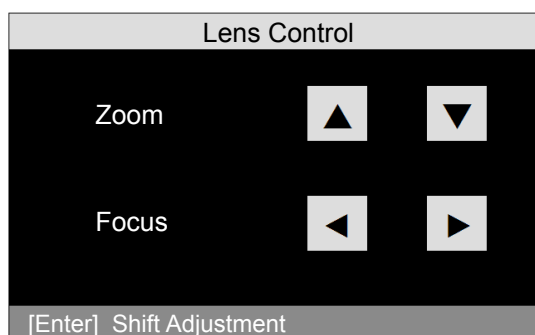 Lens Control
Zoom ▲ ▼
Focus ◄ ►
[Enter] Shift Adjustment